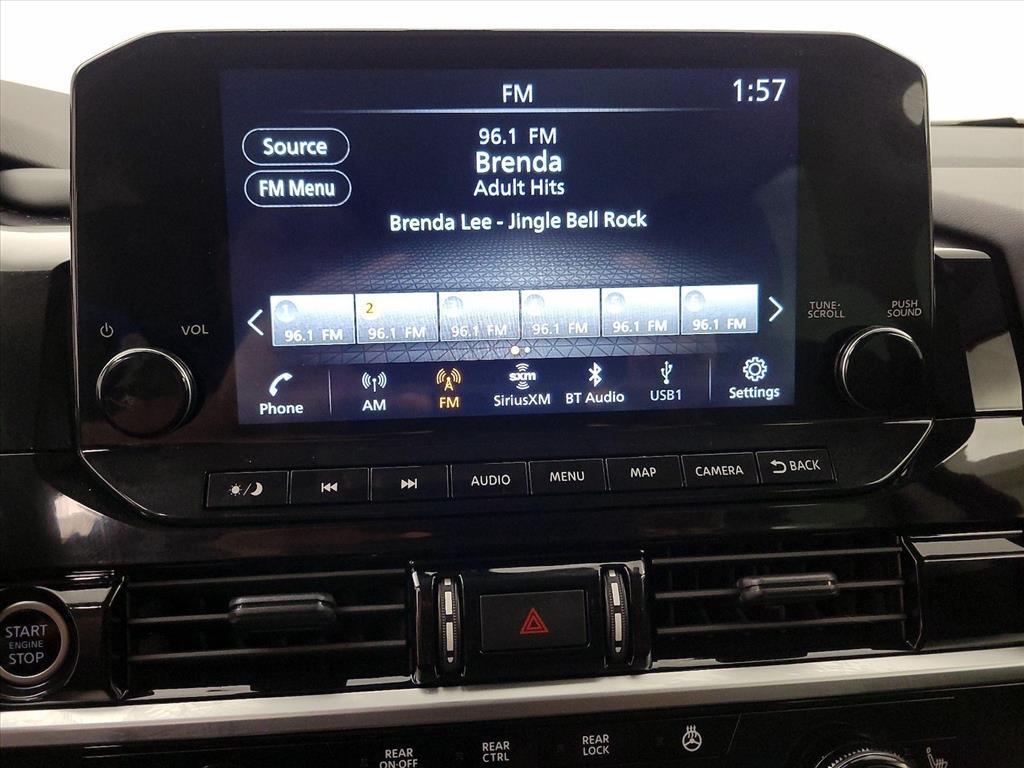 FM
1:57
Source
FM Menu
96.1 FM
Brenda
Adult Hits
Brenda Lee - Jingle Bell Rock
1 2
96.1 FM 96.1 FM 96.1 FM 96.1 FM 96.1 FM 96.1 FM
VOL
TUNE·
SCROLL
PUSH
SOUND
Phone AM FM sxm SiriusXM BT Audio USB1 Settings
AUDIO MENU MAP CAMERA BACK
START
ENGINE
STOP
REAR
ON·OFF
REAR
CTRL
REAR
LOCK